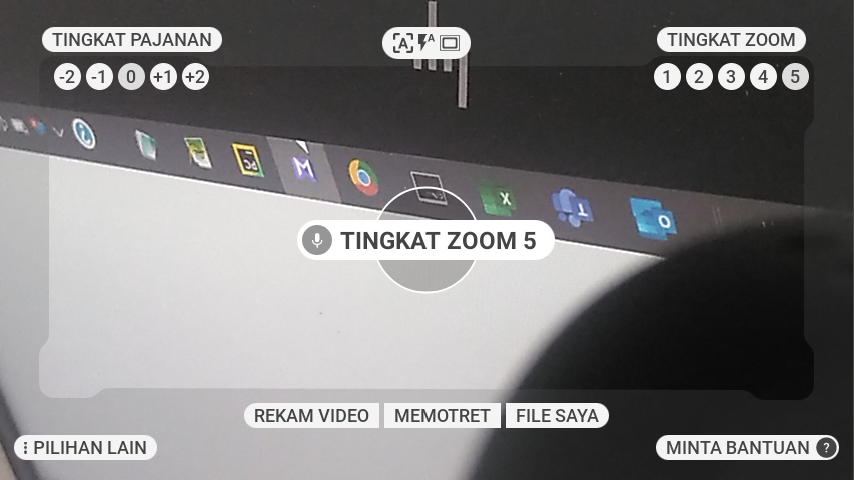 TINGKAT PAJANAN
-2 -1 0 +1 +2
A
A
TINGKAT ZOOM
1 2 3 4 5
TINGKAT ZOOM 5
REKAM VIDEO
MEMOTRET
FILE SAYA
PILIHAN LAIN
MINTA BANTUAN ?